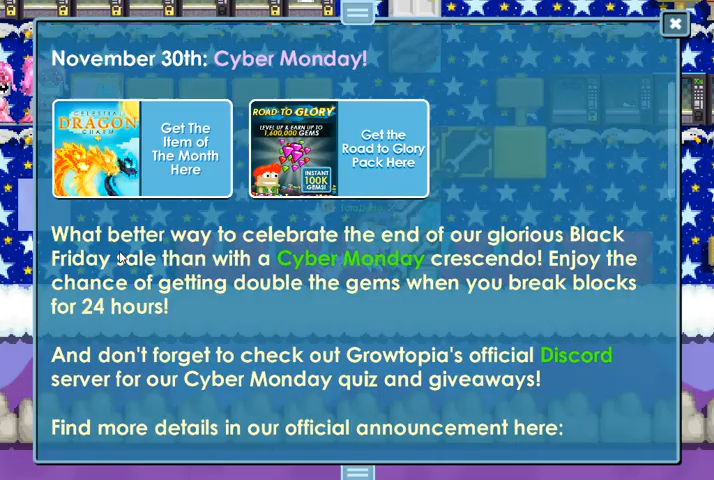 November 30th: Cyber Monday!
CELESTIAL
DRAGON
CHARM
Get The
Item of
The Month
Here
ROAD TO GLORY
LEVEL UP & EARN UP TO
1,600,000 GEMS
INSTANT
100K
GEMS!
Get the
Road to Glory
Pack Here
What better way to celebrate the end of our glorious Black
Friday sale than with a Cyber Monday crescendo! Enjoy the
chance of getting double the gems when you break blocks
for 24 hours!
And don't forget to check out Growtopia's official Discord
server for our Cyber Monday quiz and giveaways!
Find more details in our official announcement here: